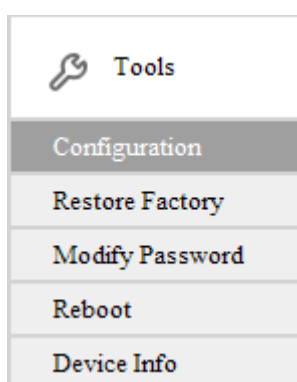 Tools
Configuration
Restore Factory
Modify Password
Reboot
Device Info